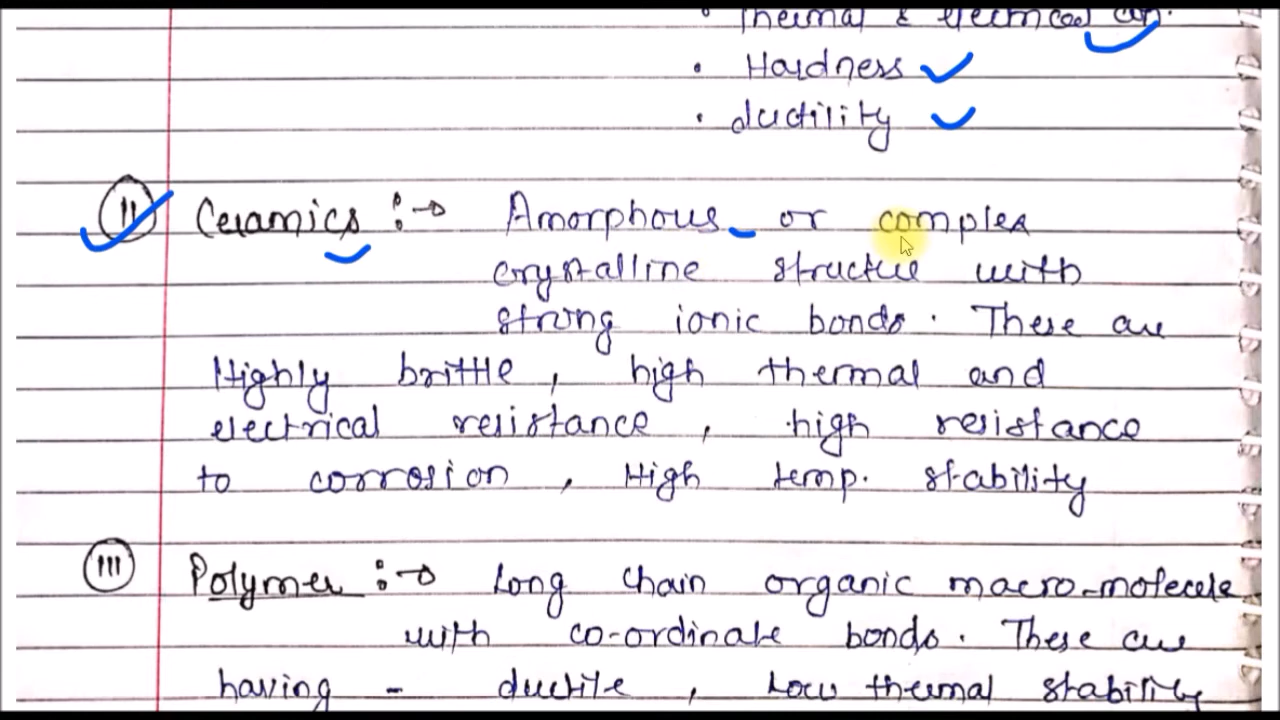 • Thermal & electrical
• Hardness
• ductility
II Ceramics :→ Amorphous or complex
crystalline structure with
strong ionic bonds. These are
Highly brittle, high thermal and
electrical resistance, high resistance
to corrosion, High temp. stability
III Polymer :→ Long chain organic macro-molecule
with co-ordinate bonds. These are
having - ductile, Low thermal stability